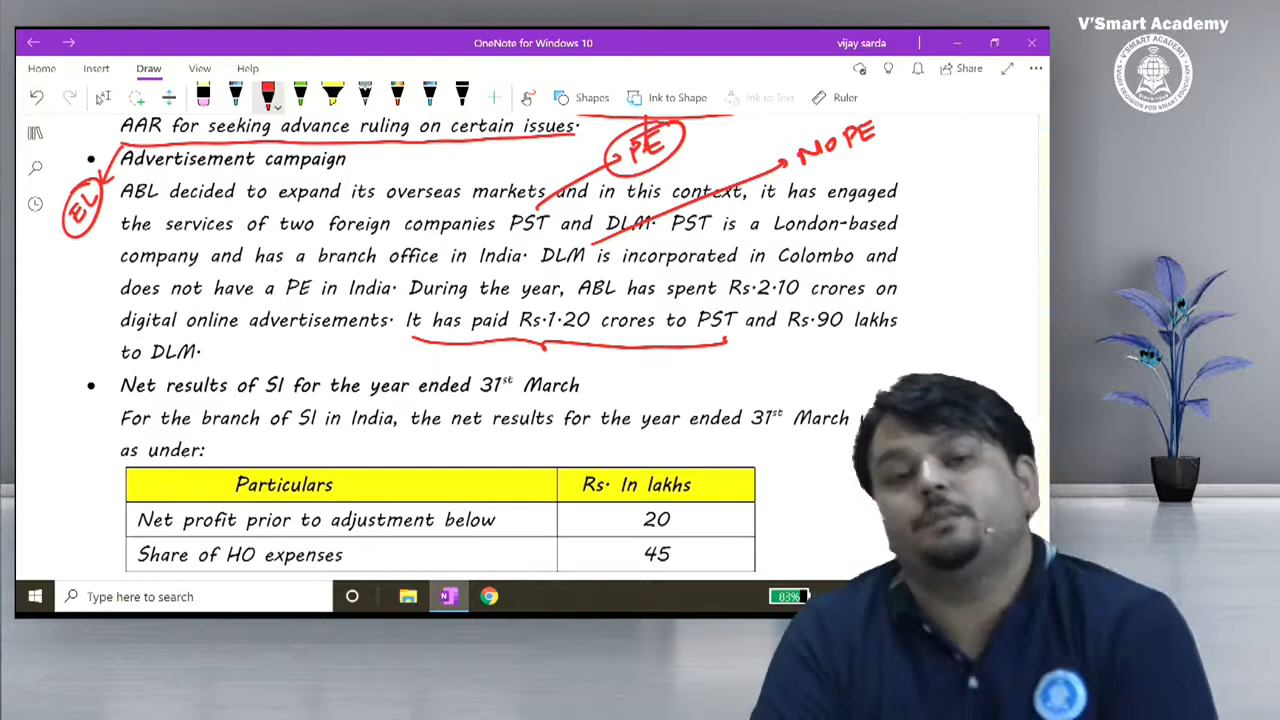 V'Smart Academy
OneNote for Windows 10
vijay sarda
Home Insert Draw View Help
Share
Shapes Ink to Shape Ink to Text Ruler
AAR for seeking advance ruling on certain issues.
PE
NO PE
EL
• Advertisement campaign
ABL decided to expand its overseas markets and in this context, it has engaged
the services of two foreign companies PST and DLM. PST is a London-based
company and has a branch office in India. DLM is incorporated in Colombo and
does not have a PE in India. During the year, ABL has spent Rs.2.10 crores on
digital online advertisements. It has paid Rs.1.20 crores to PST and Rs.90 lakhs
to DLM.
• Net results of SI for the year ended 31st March
For the branch of SI in India, the net results for the year ended 31st March
as under:
Particulars Rs. In lakhs
Net profit prior to adjustment below 20
Share of HO expenses 45
Type here to search
83%